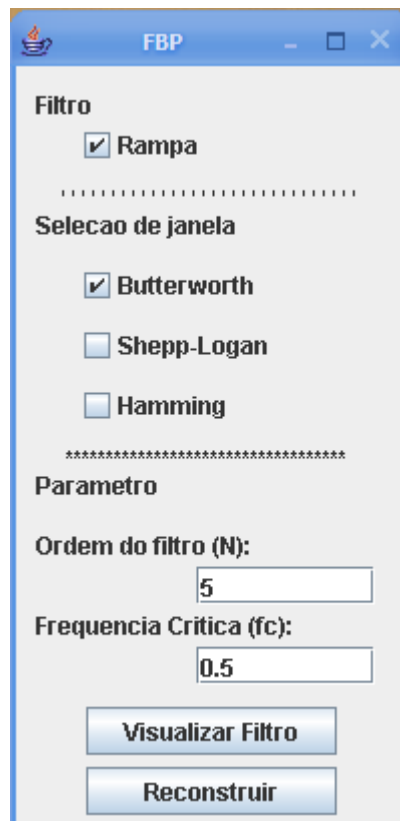 FBP
Filtro
Rampa
Selecao de janela
Butterworth
Shepp-Logan
Hamming
***********************************
Parametro
Ordem do filtro (N):
5
Frequencia Critica (fc):
0.5
Visualizar Filtro
Reconstruir